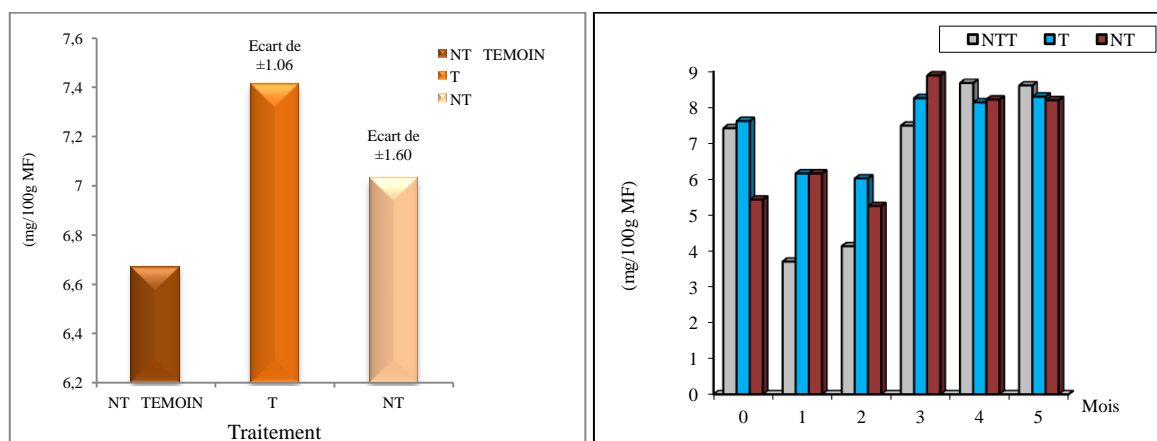 7,6
7,4
7,2
7
6,8
6,6
6,4
6,2
(mg/100g MF)
Ecart de
±1.06
Ecart de
±1.60
NT TEMOIN
T
NT
NT TEMOIN T NT
Traitement
NTT T NT
9
8
7
6
5
4
3
2
1
0
(mg/100g MF)
0 1 2 3 4 5
Mois